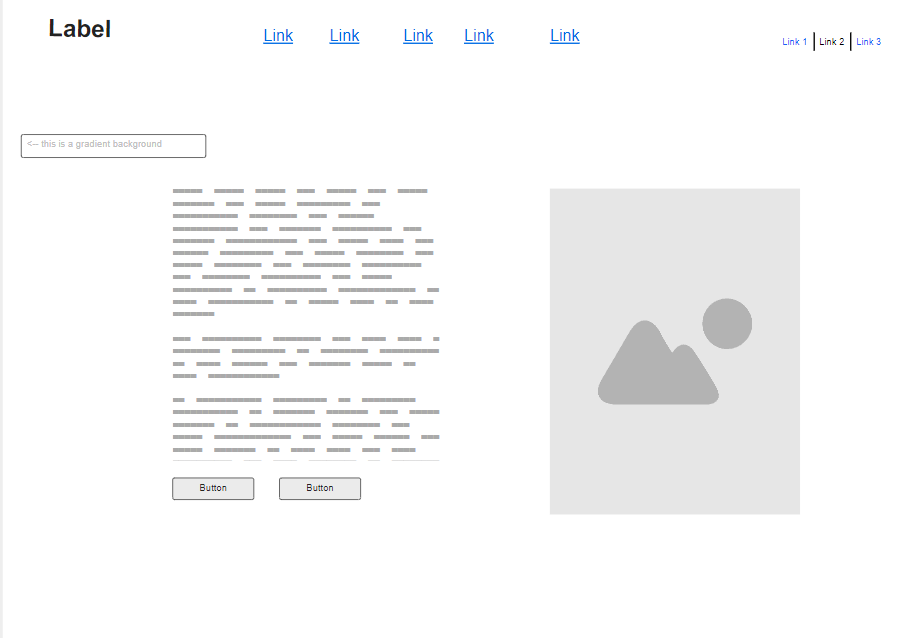 Label
Link
Link
Link
Link
Link
Link 1
Link 2
Link 3
<-- this is a gradient background
Button
Button